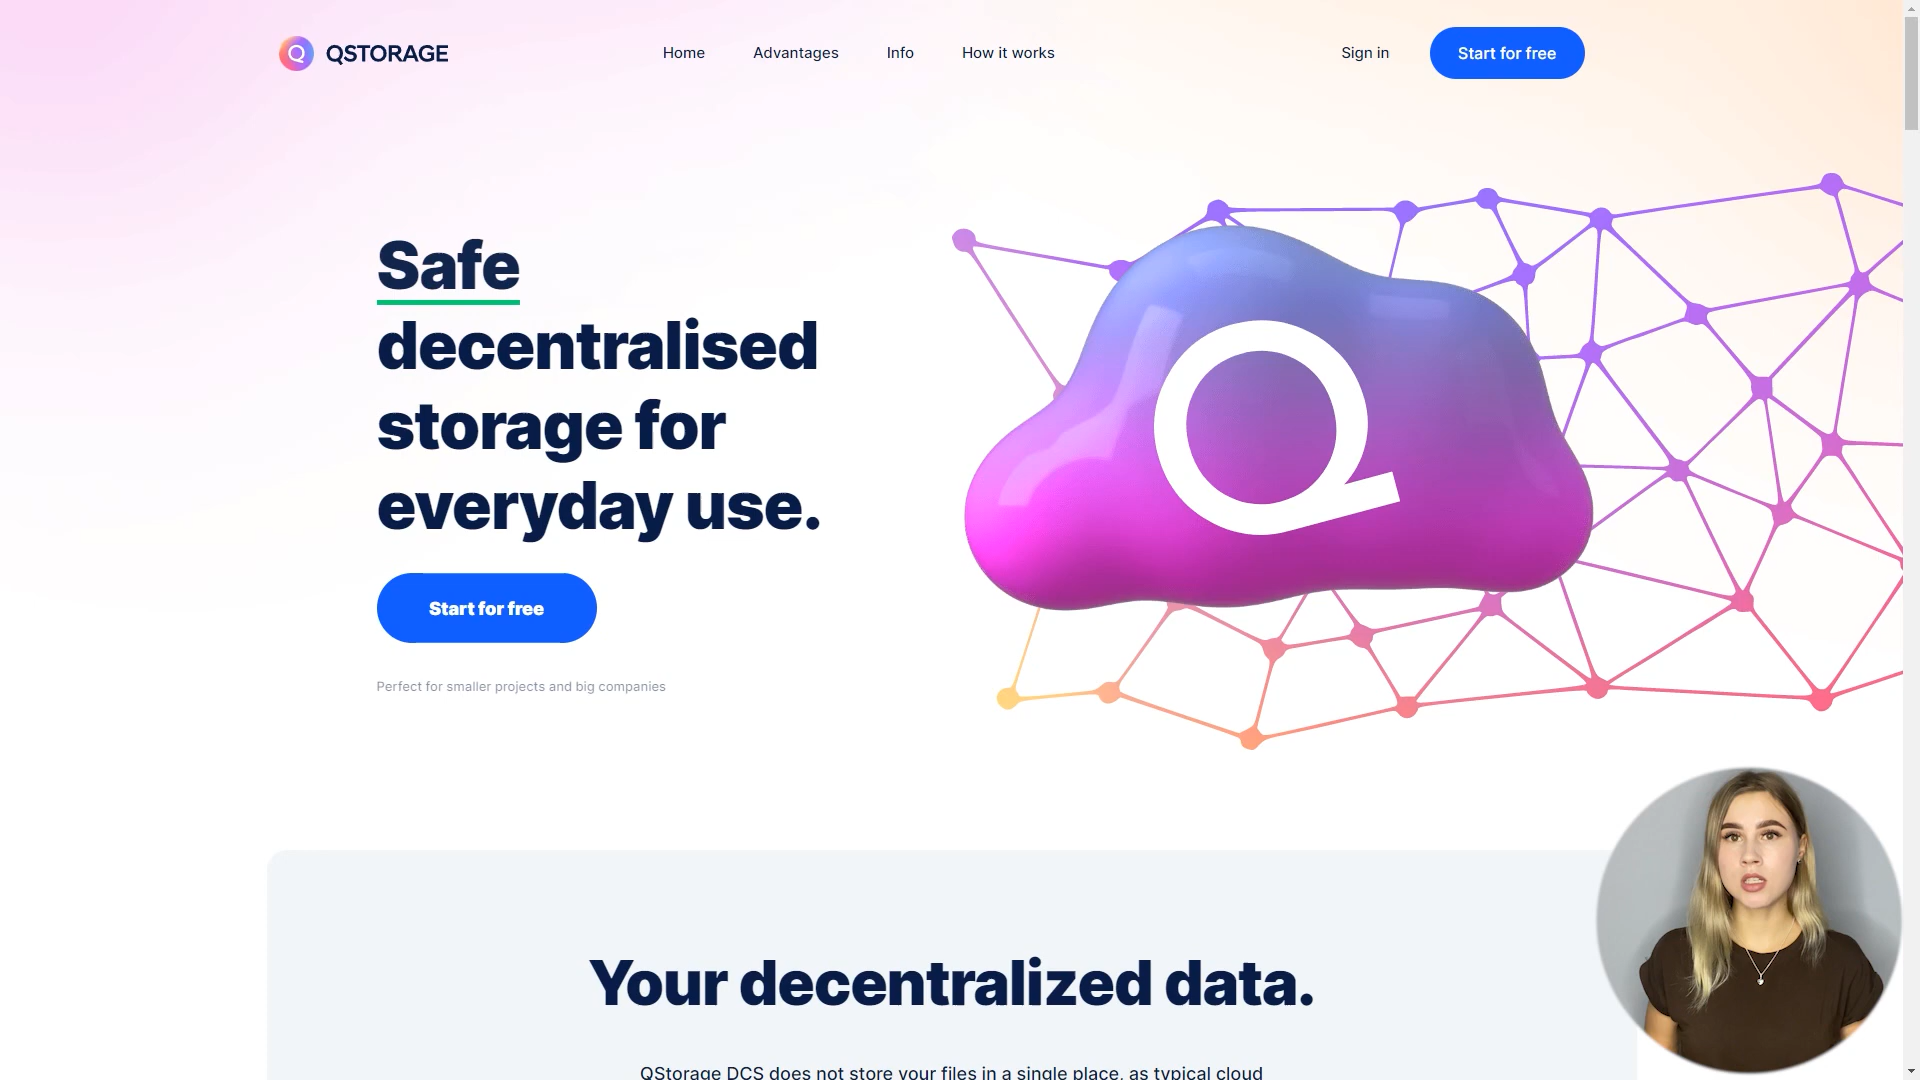 QSTORAGE
Home
Advantages
Info
How it works
Sign in
Start for free
Safe
decentralised
storage for
everyday use.
Q
Start for free
Perfect for smaller projects and big companies
Your decentralized data.
QStorage DCS does not store your files in a single place, as typical cloud